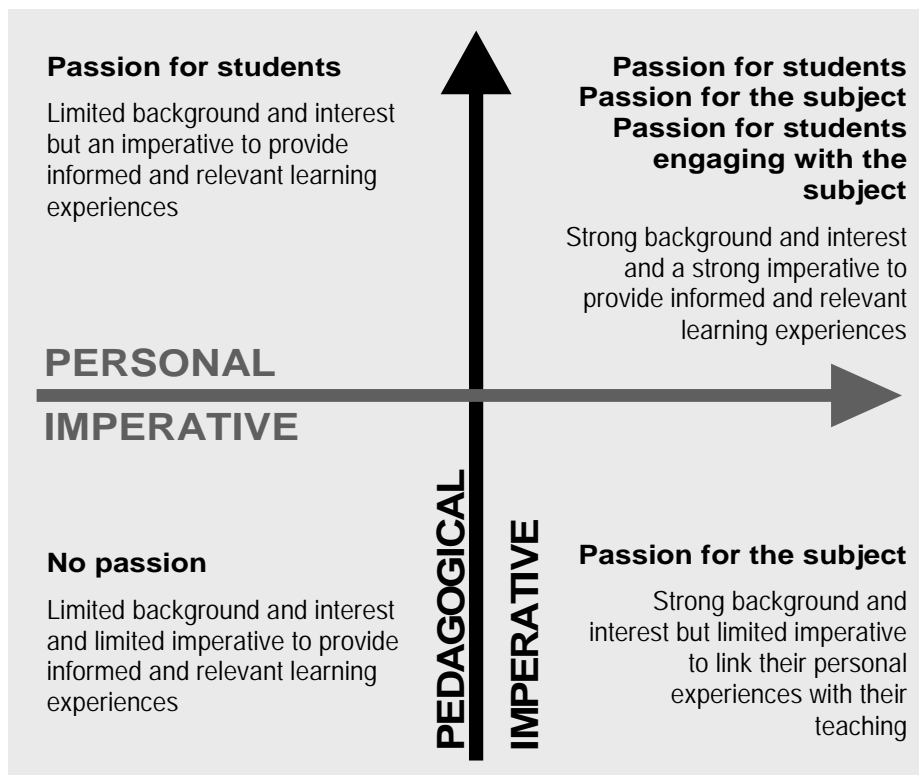 Passion for students
Limited background and interest
but an imperative to provide
informed and relevant learning
experiences
Passion for students
Passion for the subject
Passion for students
engaging with the
subject
Strong background and interest
and a strong imperative to
provide informed and relevant
learning experiences
PERSONAL
IMPERATIVE
PEDAGOGICAL
IMPERATIVE
No passion
Limited background and interest
and limited imperative to provide
informed and relevant learning
experiences
Passion for the subject
Strong background and
interest but limited imperative
to link their personal
experiences with their
teaching